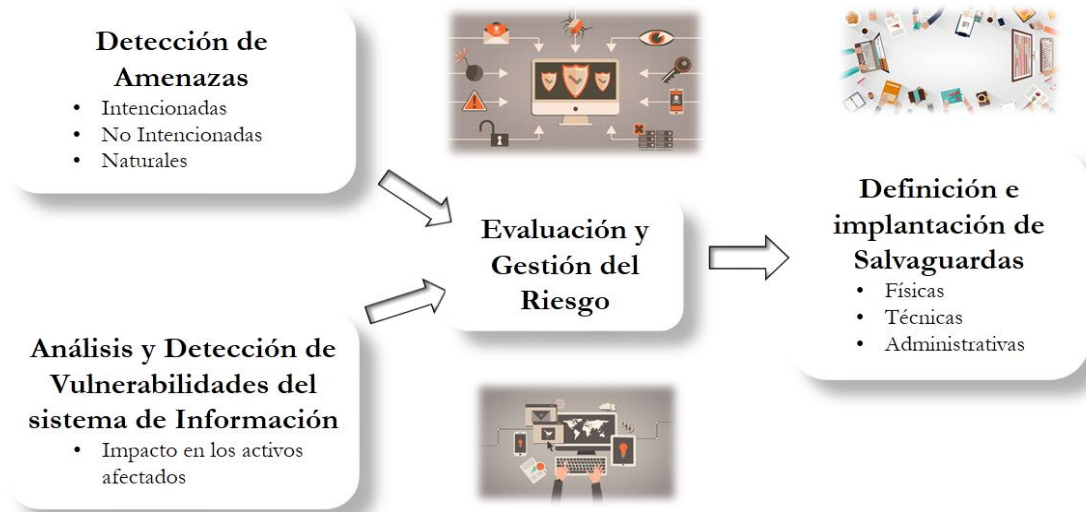 Detección de
Amenazas
• Intencionadas
• No Intencionadas
• Naturales
Análisis y Detección de
Vulnerabilidades del
sistema de Información
• Impacto en los activos
afectados
Evaluación y
Gestión del
Riesgo
Definición e
implantación de
Salvaguardas
• Físicas
• Técnicas
• Administrativas